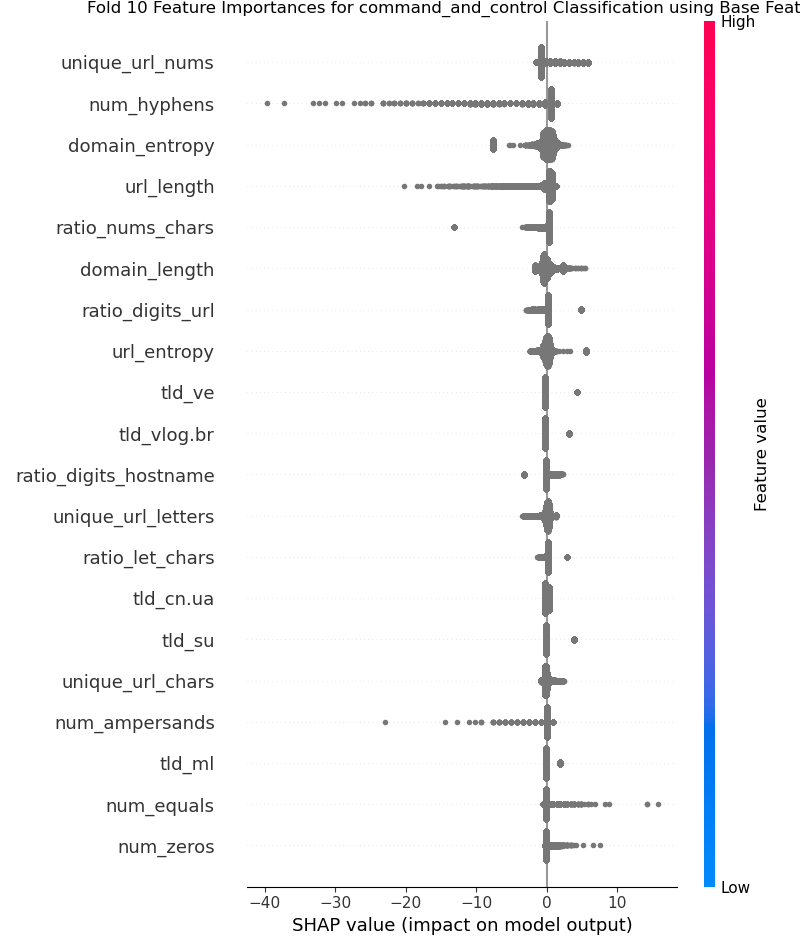 Fold 10 Feature Importances for command_and_control Classification using Base Feat
High
unique_url_nums
num_hyphens
domain_entropy
url_length
ratio_nums_chars
domain_length
ratio_digits_url
url_entropy
tld_ve
tld_vlog.br
ratio_digits_hostname
unique_url_letters
ratio_let_chars
tld_cn.ua
tld_su
unique_url_chars
num_ampersands
tld_ml
num_equals
num_zeros
Feature value
Low
−40 −30 −20 −10 0 10
SHAP value (impact on model output)